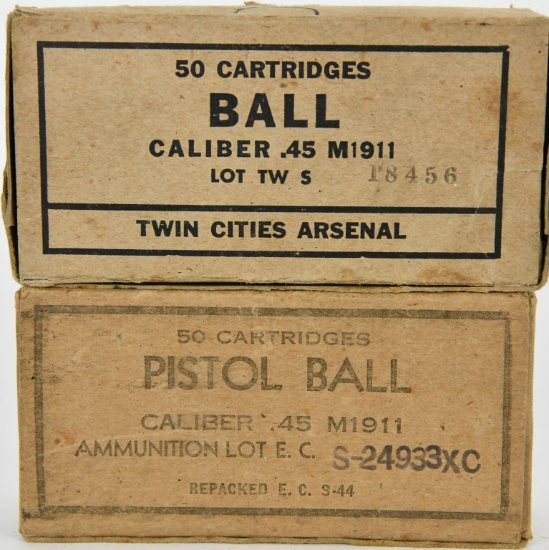 50 CARTRIDGES
BALL
CALIBER .45 M1911
LOT TW S 18456
TWIN CITIES ARSENAL
50 CARTRIDGES
PISTOL BALL
CALIBER .45 M1911
AMMUNITION LOT E. C. S-24933XC
REPACKED E. C. 9-44